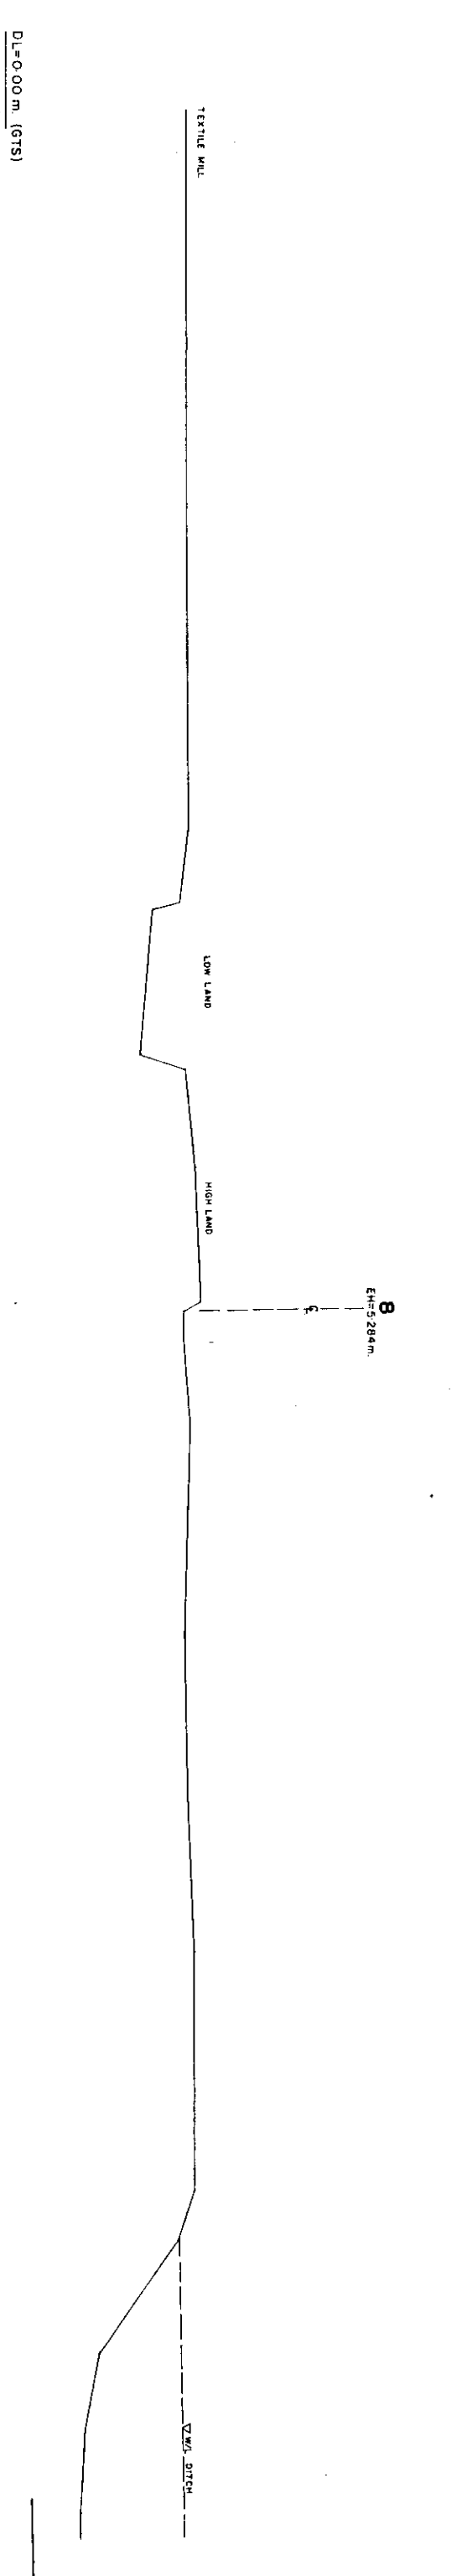 8
EH=5·284m.
℄
TEXTILE MILL
LOW LAND
HIGH LAND
W/L DITCH
DL=0·00 m. (GTS)